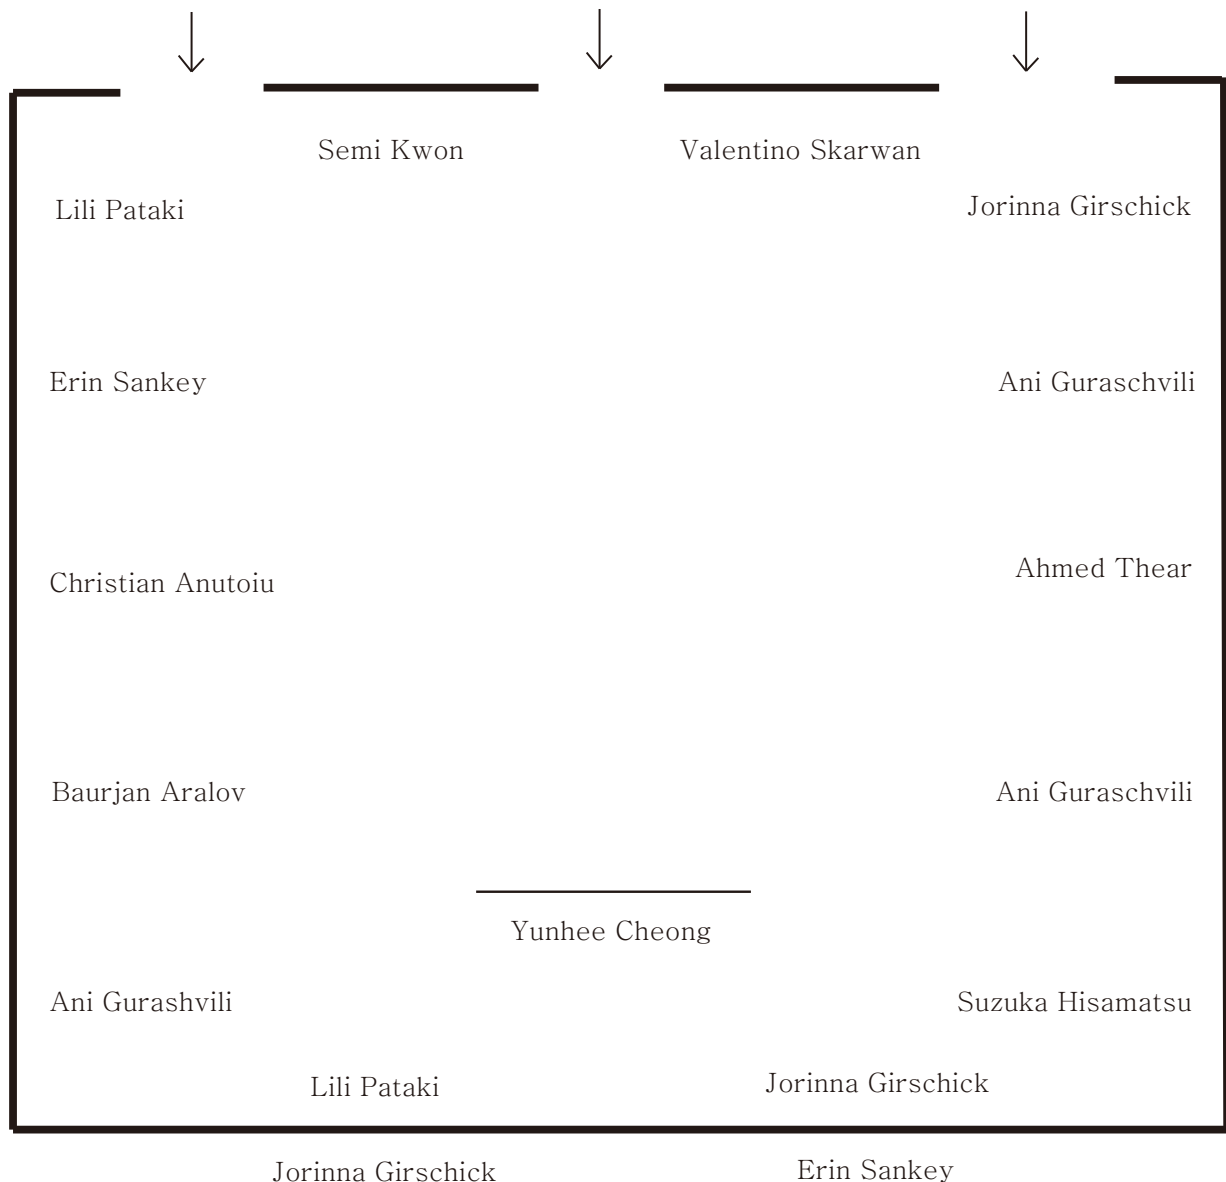 Semi Kwon
Valentino Skarwan
Lili Pataki
Jorinna Girschick
Erin Sankey
Ani Guraschvili
Christian Anutoiu
Ahmed Thear
Baurjan Aralov
Ani Guraschvili
Yunhee Cheong
Ani Gurashvili
Suzuka Hisamatsu
Lili Pataki
Jorinna Girschick
Jorinna Girschick
Erin Sankey